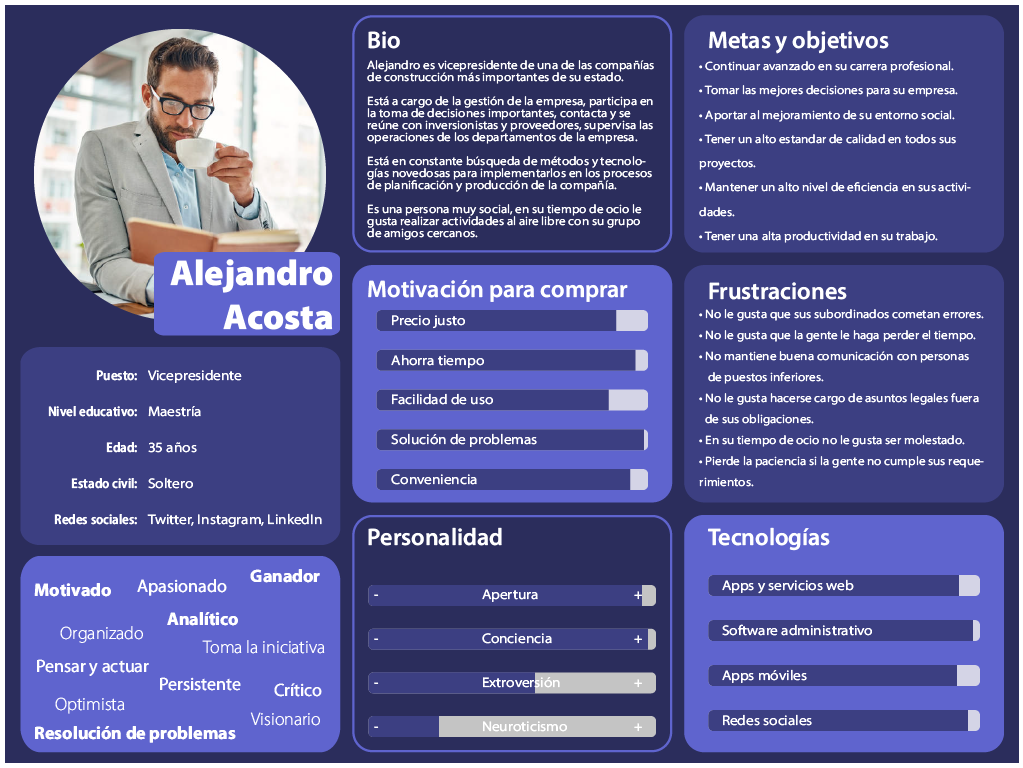 Alejandro
Acosta
Puesto: Vicepresidente
Nivel educativo: Maestría
Edad: 35 años
Estado civil: Soltero
Redes sociales: Twitter, Instagram, LinkedIn
Motivado Apasionado Ganador
Analítico
Organizado
Toma la iniciativa
Pensar y actuar
Persistente
Crítico
Optimista
Visionario
Resolución de problemas
Bio
Alejandro es vicepresidente de una de las compañías
de construcción más importantes de su estado.
Está a cargo de la gestión de la empresa, participa en
la toma de decisiones importantes, contacta y se
reúne con inversionistas y proveedores, supervisa las
operaciones de los departamentos de la empresa.
Está en constante búsqueda de métodos y tecnolo-
gías novedosas para implementarlos en los procesos
de planificación y producción de la compañía.
Es una persona muy social, en su tiempo de ocio le
gusta realizar actividades al aire libre con su grupo
de amigos cercanos.
Motivación para comprar
Precio justo
Ahorra tiempo
Facilidad de uso
Solución de problemas
Conveniencia
Personalidad
- Apertura +
- Conciencia +
- Extroversión +
- Neuroticismo +
Metas y objetivos
• Continuar avanzado en su carrera profesional.
• Tomar las mejores decisiones para su empresa.
• Aportar al mejoramiento de su entorno social.
• Tener un alto estandar de calidad en todos sus
proyectos.
• Mantener un alto nivel de eficiencia en sus activi-
dades.
• Tener una alta productividad en su trabajo.
Frustraciones
• No le gusta que sus subordinados cometan errores.
• No le gusta que la gente le haga perder el tiempo.
• No mantiene buena comunicación con personas
de puestos inferiores.
• No le gusta hacerse cargo de asuntos legales fuera
de sus obligaciones.
• En su tiempo de ocio no le gusta ser molestado.
• Pierde la paciencia si la gente no cumple sus reque-
rimientos.
Tecnologías
Apps y servicios web
Software administrativo
Apps móviles
Redes sociales